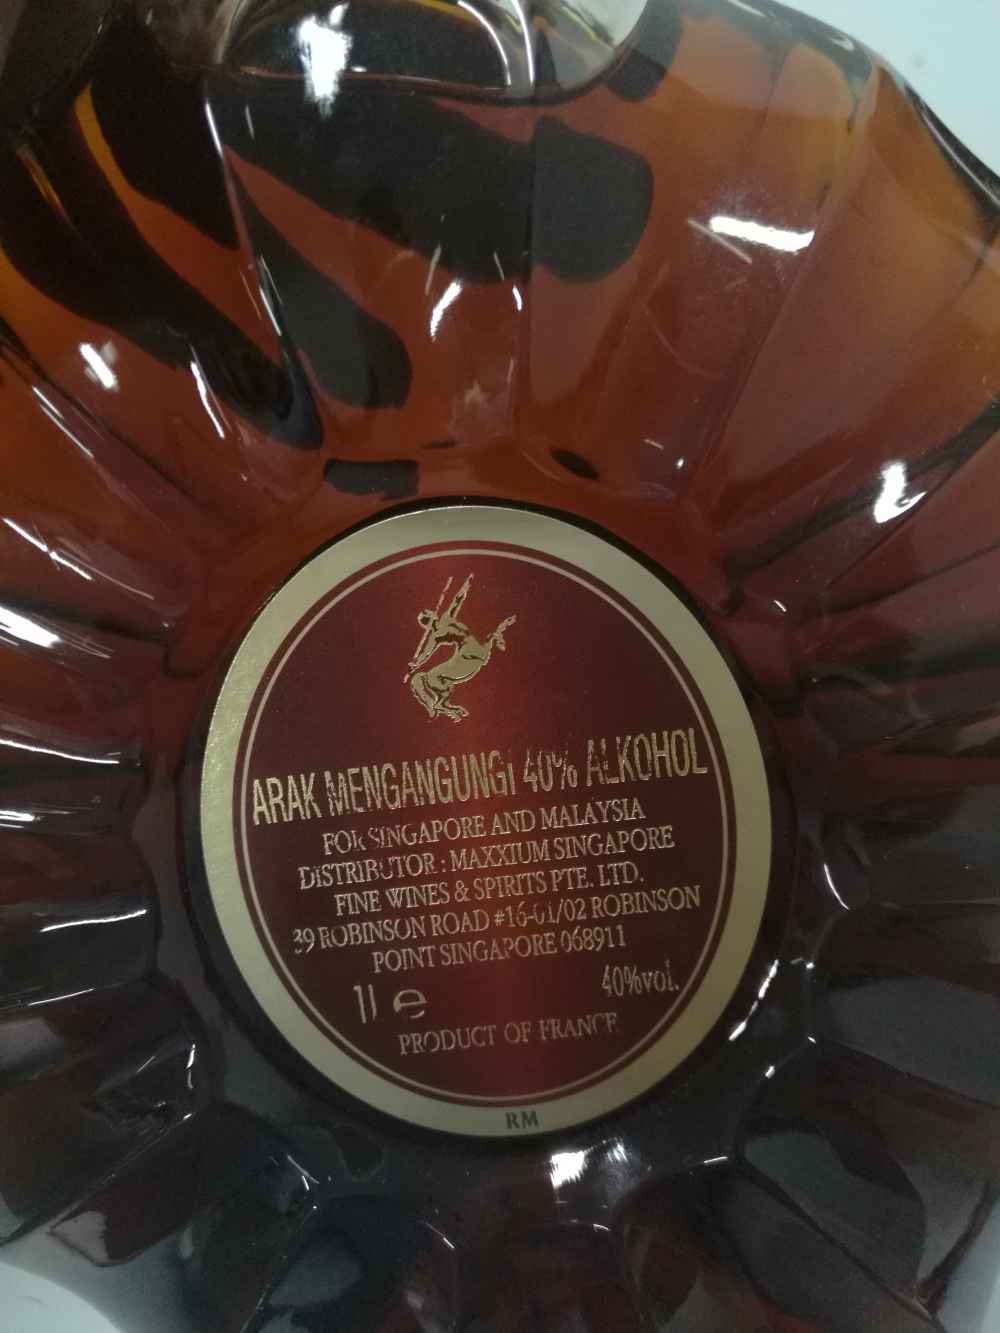 ARAK MENGANGUNGI 40% ALKOHOL
FOR SINGAPORE AND MALAYSIA
DISTRIBUTOR : MAXXIUM SINGAPORE
FINE WINES & SPIRITS PTE. LTD.
39 ROBINSON ROAD #16-01/02 ROBINSON
POINT SINGAPORE 068911
1l e 40%vol.
PRODUCT OF FRANCE
RM